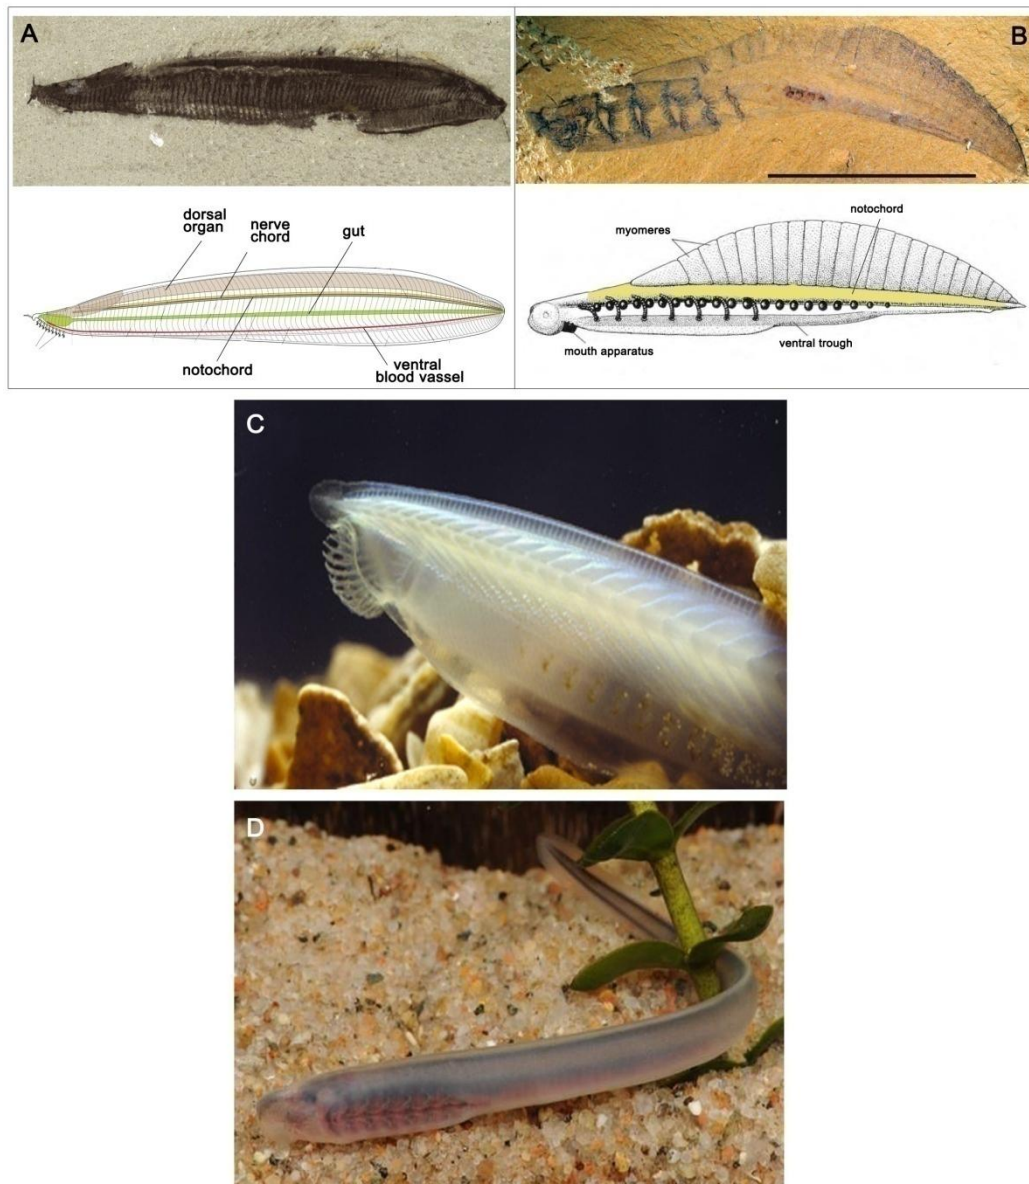 A
B
dorsal
organ
nerve
chord
gut
notochord
ventral
blood vassel
notochord
myomeres
mouth apparatus
ventral trough
C
D